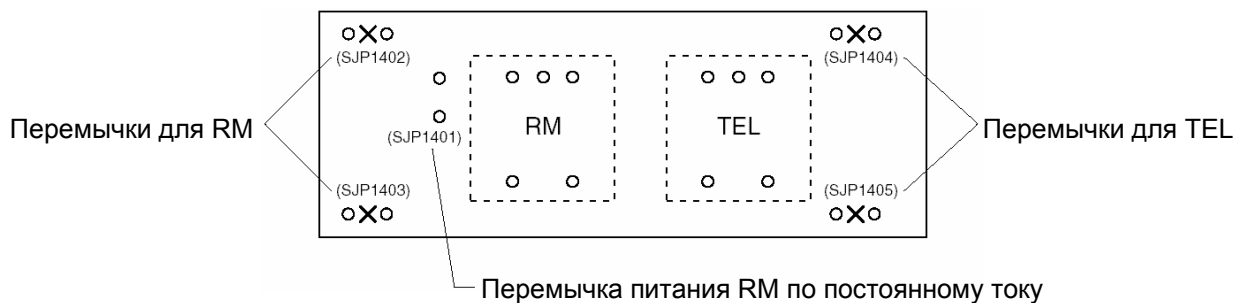 (SJP1402)
(SJP1404)
Перемычки для RM
(SJP1401)
RM
TEL
Перемычки для TEL
(SJP1403)
(SJP1405)
Перемычка питания RM по постоянному току